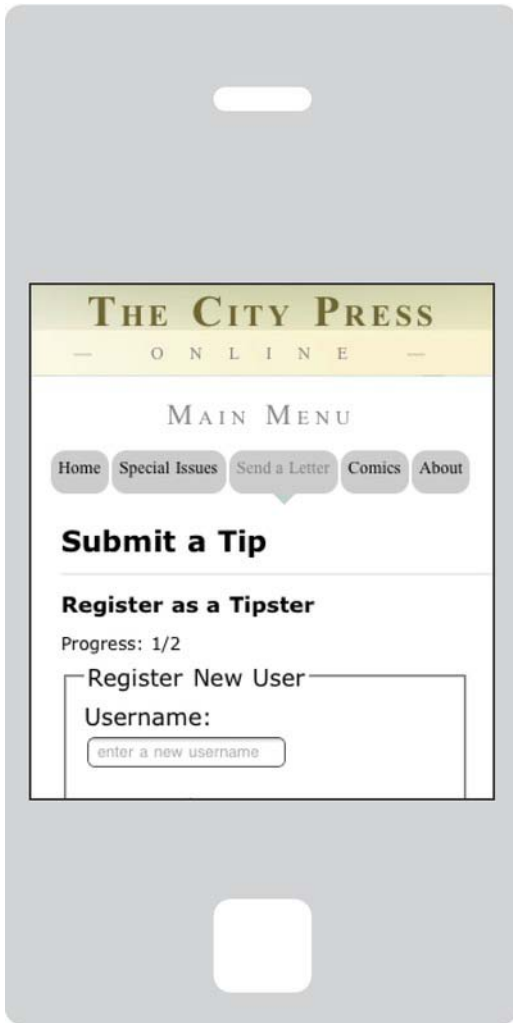 THE CITY PRESS
— ONLINE —
MAIN MENU
Home Special Issues Send a Letter Comics About
Submit a Tip
Register as a Tipster
Progress: 1/2
Register New User
Username:
enter a new username